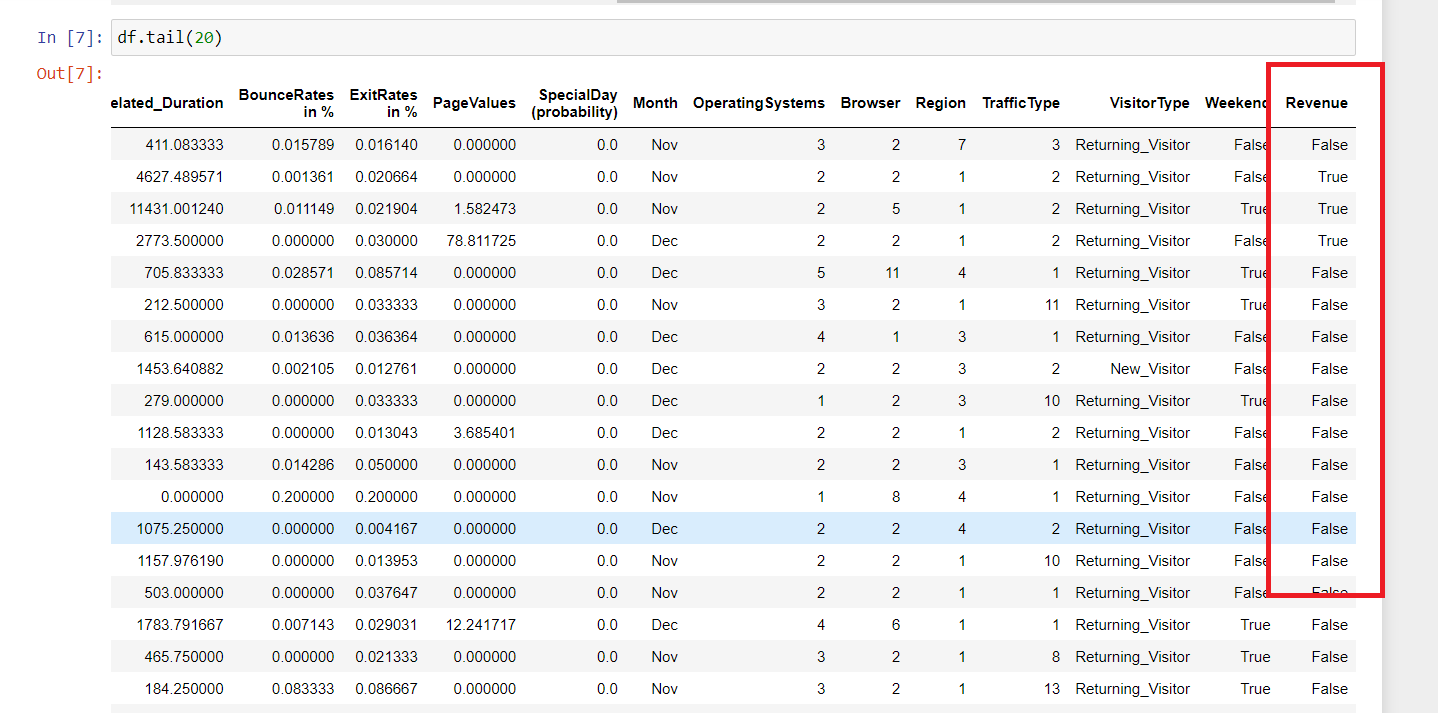 In [7]: df.tail(20)
Out[7]:
elated_Duration BounceRates in % ExitRates in % PageValues SpecialDay (probability) Month OperatingSystems Browser Region TrafficType VisitorType Weekend Revenue
411.083333 0.015789 0.016140 0.000000 0.0 Nov 3 2 7 3 Returning_Visitor False False
4627.489571 0.001361 0.020664 0.000000 0.0 Nov 2 2 1 2 Returning_Visitor False True
11431.001240 0.011149 0.021904 1.582473 0.0 Nov 2 5 1 2 Returning_Visitor True True
2773.500000 0.000000 0.030000 78.811725 0.0 Dec 2 2 1 2 Returning_Visitor False True
705.833333 0.028571 0.085714 0.000000 0.0 Dec 5 11 4 1 Returning_Visitor True False
212.500000 0.000000 0.033333 0.000000 0.0 Nov 3 2 1 11 Returning_Visitor True False
615.000000 0.013636 0.036364 0.000000 0.0 Dec 4 1 3 1 Returning_Visitor False False
1453.640882 0.002105 0.012761 0.000000 0.0 Dec 2 2 3 2 New_Visitor False False
279.000000 0.000000 0.033333 0.000000 0.0 Dec 1 2 3 10 Returning_Visitor True False
1128.583333 0.000000 0.013043 3.685401 0.0 Dec 2 2 1 2 Returning_Visitor False False
143.583333 0.014286 0.050000 0.000000 0.0 Nov 2 2 3 1 Returning_Visitor False False
0.000000 0.200000 0.200000 0.000000 0.0 Nov 1 8 4 1 Returning_Visitor False False
1075.250000 0.000000 0.004167 0.000000 0.0 Dec 2 2 4 2 Returning_Visitor False False
1157.976190 0.000000 0.013953 0.000000 0.0 Nov 2 2 1 10 Returning_Visitor False False
503.000000 0.000000 0.037647 0.000000 0.0 Nov 2 2 1 1 Returning_Visitor False False
1783.791667 0.007143 0.029031 12.241717 0.0 Dec 4 6 1 1 Returning_Visitor True False
465.750000 0.000000 0.021333 0.000000 0.0 Nov 3 2 1 8 Returning_Visitor True False
184.250000 0.083333 0.086667 0.000000 0.0 Nov 3 2 1 13 Returning_Visitor True False